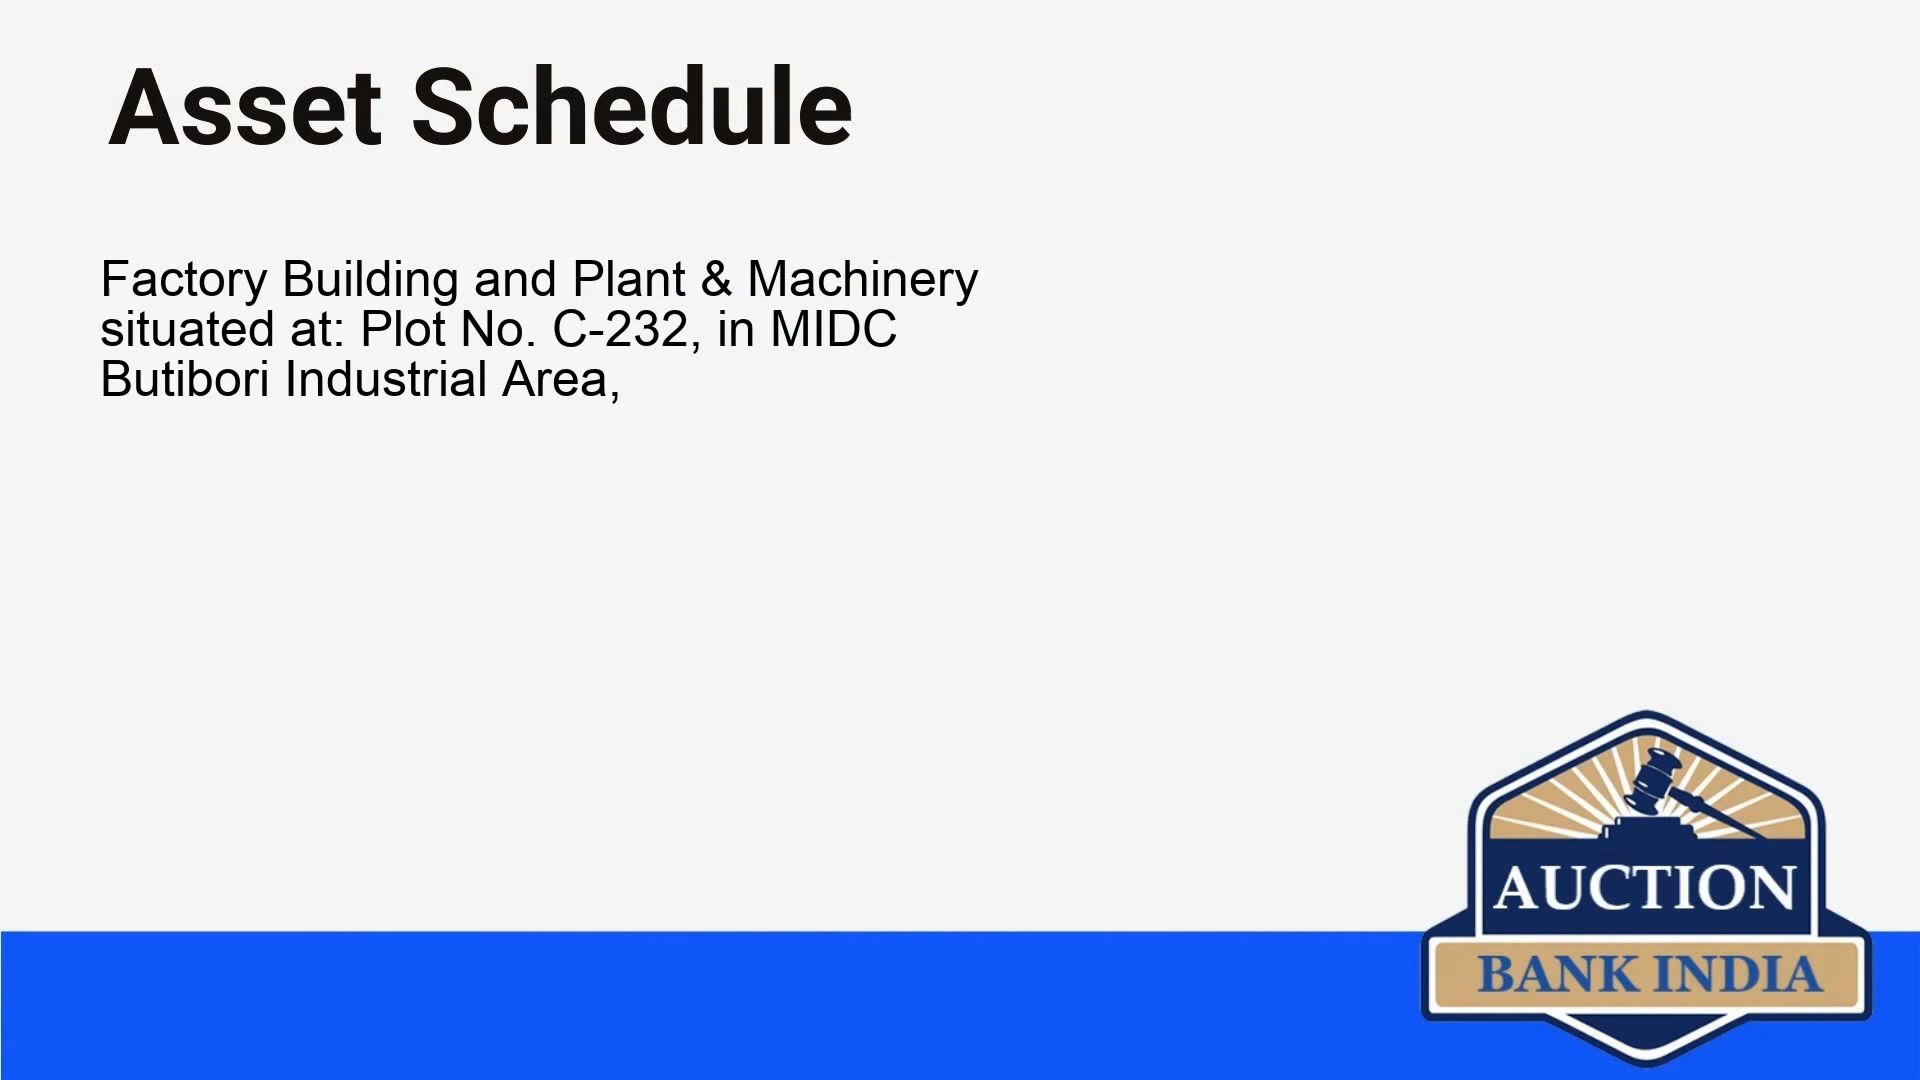 Asset Schedule
Factory Building and Plant & Machinery
situated at: Plot No. C-232, in MIDC
Butibori Industrial Area,
AUCTION
BANK INDIA